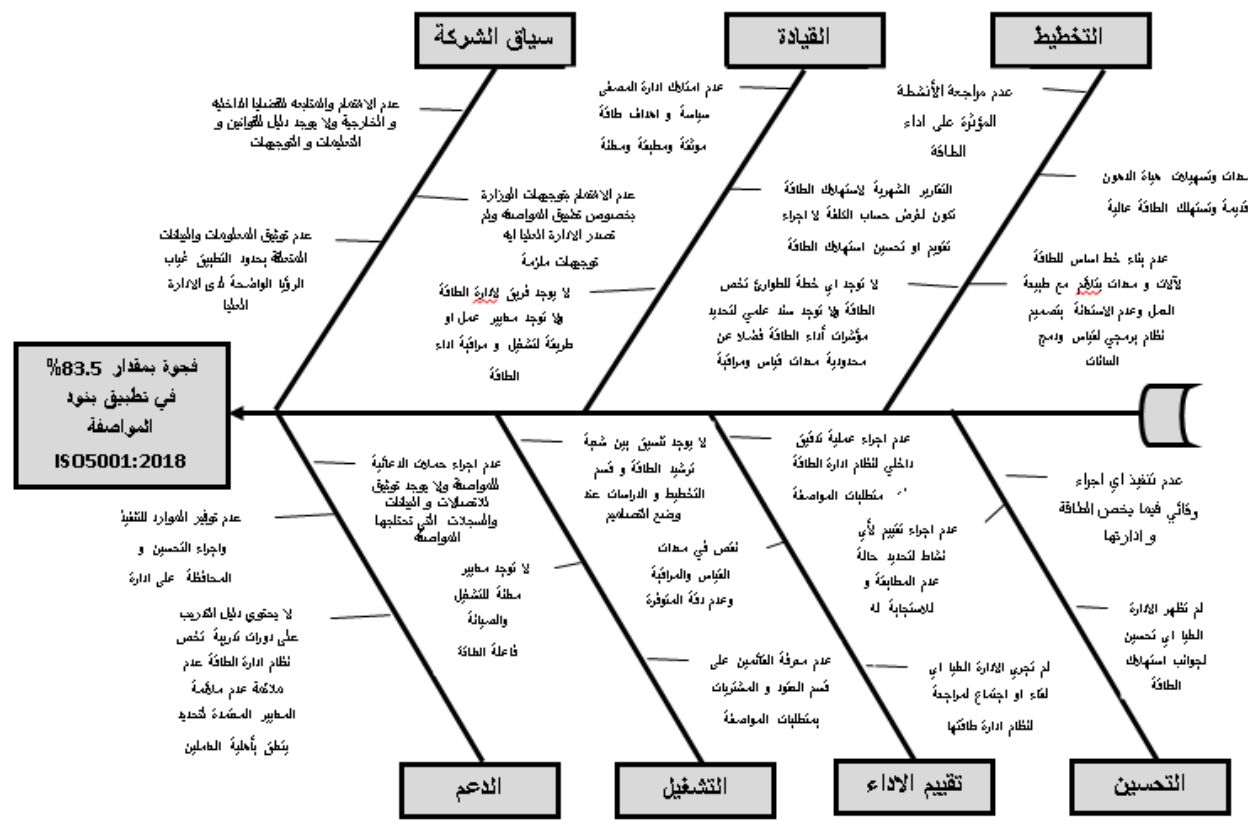 التخطيط
القيادة
سياق الشركة
عدم مراجعة الأنشطة
المؤثرة على اداء
الطاقة
معدات وتسهيلات هيأة الدهون
قديمة وتستهلك الطاقة عالية
عدم بناء خط اساس للطاقة
لآلات و معدات يتلائم مع طبيعة
العمل وعدم الاستعانة بتصميم
نظام برمجي لقياس ودمج
البيانات
عدم امتلاك ادارة المصفى
سياسة و اهداف طاقة
موثقة ومطبقة ومعلنة
التقارير الشهرية لاستهلاك الطاقة
تكون لغرض حساب الكلفة لا اجراء
تقويم او تحسين استهلاك الطاقة
لا توجد اي خطة للطوارئ تخص
الطاقة ولا توجد سند علمي لتحديد
مؤشرات أداء الطاقة فضلا عن
محدودية معدات قياس ومراقبة
عدم الاهتمام والمتابعه للقضايا الداخليه
و الخارجية ولا يوجد دليل للقوانين و
التعليمات و التوجيهات
عدم الاهتمام بتوجيهات الوزارة
بخصوص تطبيق المواصفه ولم
تصدر الادارة العليا ايه
توجيهات ملزمة
عدم توثيق المعلومات والبيانات
المتعلقة بحدود التطبيق غياب
الرؤيا الواضحة لدى الادارة
العليا
لا يوجد فريق لادارة الطاقة
ولا توجد معايير عمل او
طريقة لتشغيل و مراقبة اداء
الطاقة
فجوة بمقدار 83.5%
في تطبيق بنود
المواصفة
ISO5001:2018
عدم تنفيذ اي اجراء
وقائي فيما يخص الطاقة
و ادارتها
لم تظهر الادارة
العليا اي تحسين
لجوانب استهلاك
الطاقة
عدم اجراء عملية تدقيق
داخلي لنظام ادارة الطاقة
متطلبات المواصفة
عدم اجراء تقييم لأي
نشاط لتحديد حالة
عدم المطابقة و
للاستجابة له
لم تجري الادارة العليا اي
لقاء او اجتماع لمراجعة
لنظام ادارة طاقتها
لا يوجد تنسيق بين شعبة
ترشيد الطاقة و قسم
التخطيط و الدراسات عند
وضع التصاميم
نقص في معدات
القياس والمراقبة
وعدم دقة المتوفرة
عدم معرفة القائمين على
قسم العقود و المشتريات
بمتطلبات المواصفة
عدم اجراء حملات الدعائية
للمواصفة ولا يوجد توثيق
للاتصالات و البيانات
والسجلات التي تحتاجها
المواصفة
لا توجد معايير
معلنة للتشغيل
والصيانة
فاعلة الطاقة
عدم توفير الموارد للتنفيذ
واجراء التحسين و
المحافظة على ادارة
لا يحتوي دليل التدريب
على دورات تدريبية تخص
نظام ادارة الطاقة عدم
ملائمة عدم ملائمة
المعايير المعتمدة لتحديد
يتعلق بأهلية العاملين
التحسين
تقييم الاداء
التشغيل
الدعم